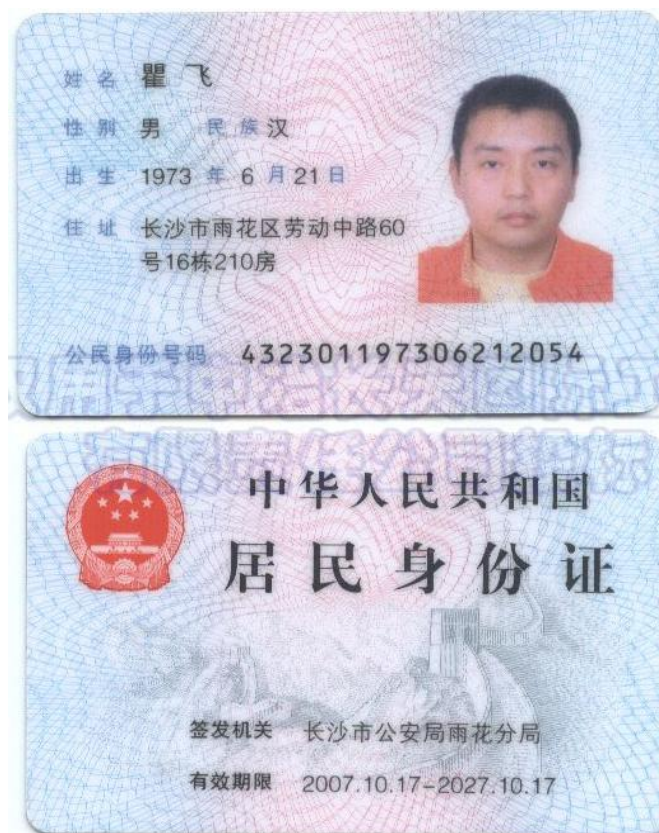 姓名 瞿飞
性别 男 民族 汉
出生 1973 年 6 月 21 日
住址 长沙市雨花区劳动中路60
号16栋210房
公民身份号码 432301197306212054
中华人民共和国
居民身份证
签发机关 长沙市公安局雨花分局
有效期限 2007.10.17-2027.10.17